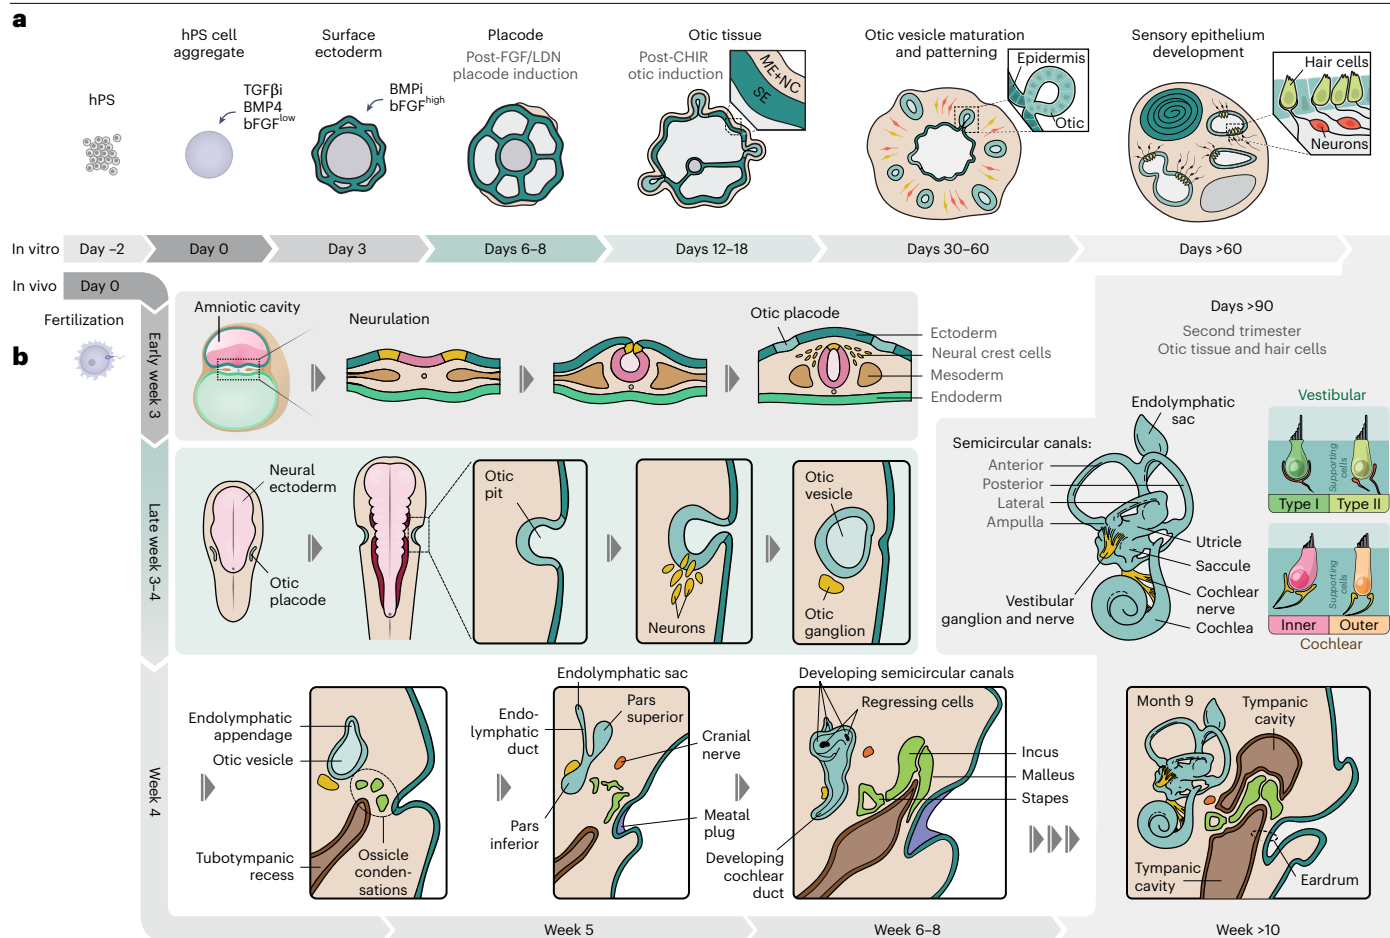 a
hPS
hPS cell
aggregate
TGFβi
BMP4
bFGFlow
Surface
ectoderm
BMPi
bFGFhigh
Placode
Post-FGF/LDN
placode induction
Otic tissue
Post-CHIR
otic induction
ME+NC
SE
Otic vesicle maturation
and patterning
Epidermis
Otic
Sensory epithelium
development
Hair cells
Neurons
In vitro
Day –2
Day 0
Day 3
Days 6–8
Days 12–18
Days 30–60
Days >60
In vivo
Day 0
Fertilization
b
Early week 3
Amniotic cavity
Neurulation
Otic placode
Ectoderm
Neural crest cells
Mesoderm
Endoderm
Days >90
Second trimester
Otic tissue and hair cells
Endolymphatic
sac
Semicircular canals:
Anterior
Posterior
Lateral
Ampulla
Utricle
Saccule
Cochlear
nerve
Cochlea
Vestibular
ganglion and nerve
Vestibular
Supporting
cells
Type I
Type II
Supporting
cells
Inner
Outer
Cochlear
Late week 3–4
Neural
ectoderm
Otic
placode
Otic
pit
Neurons
Otic
vesicle
Otic
ganglion
Week 4
Endolymphatic
appendage
Otic vesicle
Tubotympanic
recess
Ossicle
conden-
sations
Endolymphatic sac
Endo-
lymphatic
duct
Pars
superior
Cranial
nerve
Pars
inferior
Meatal
plug
Developing semicircular canals
Regressing cells
Incus
Malleus
Stapes
Developing
cochlear
duct
Month 9
Tympanic
cavity
Tympanic
cavity
Eardrum
Week 5
Week 6–8
Week >10